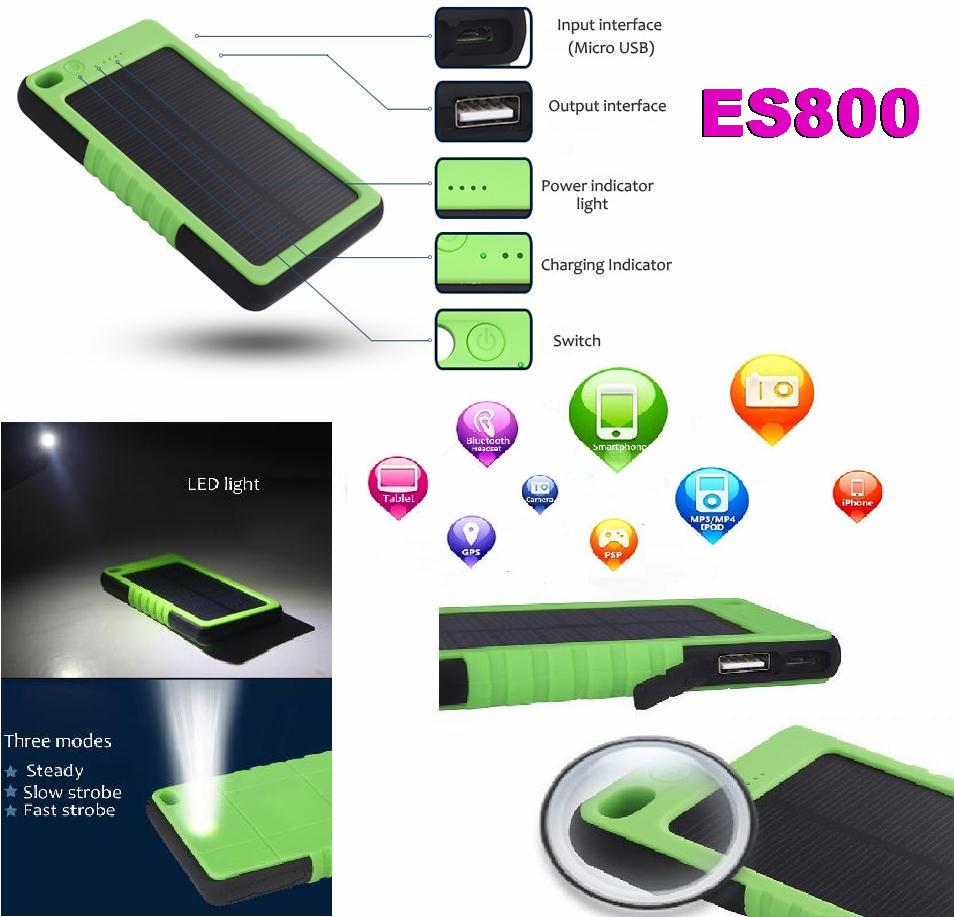 Input interface
(Micro USB)
Output interface
ES800
Power indicator
light
Charging Indicator
Switch
LED light
Bluetooth
Headset
Smartphone
Tablet
Camera
MP3/MP4
IPOD
iPhone
GPS
PSP
Three modes
Steady
Slow strobe
Fast strobe